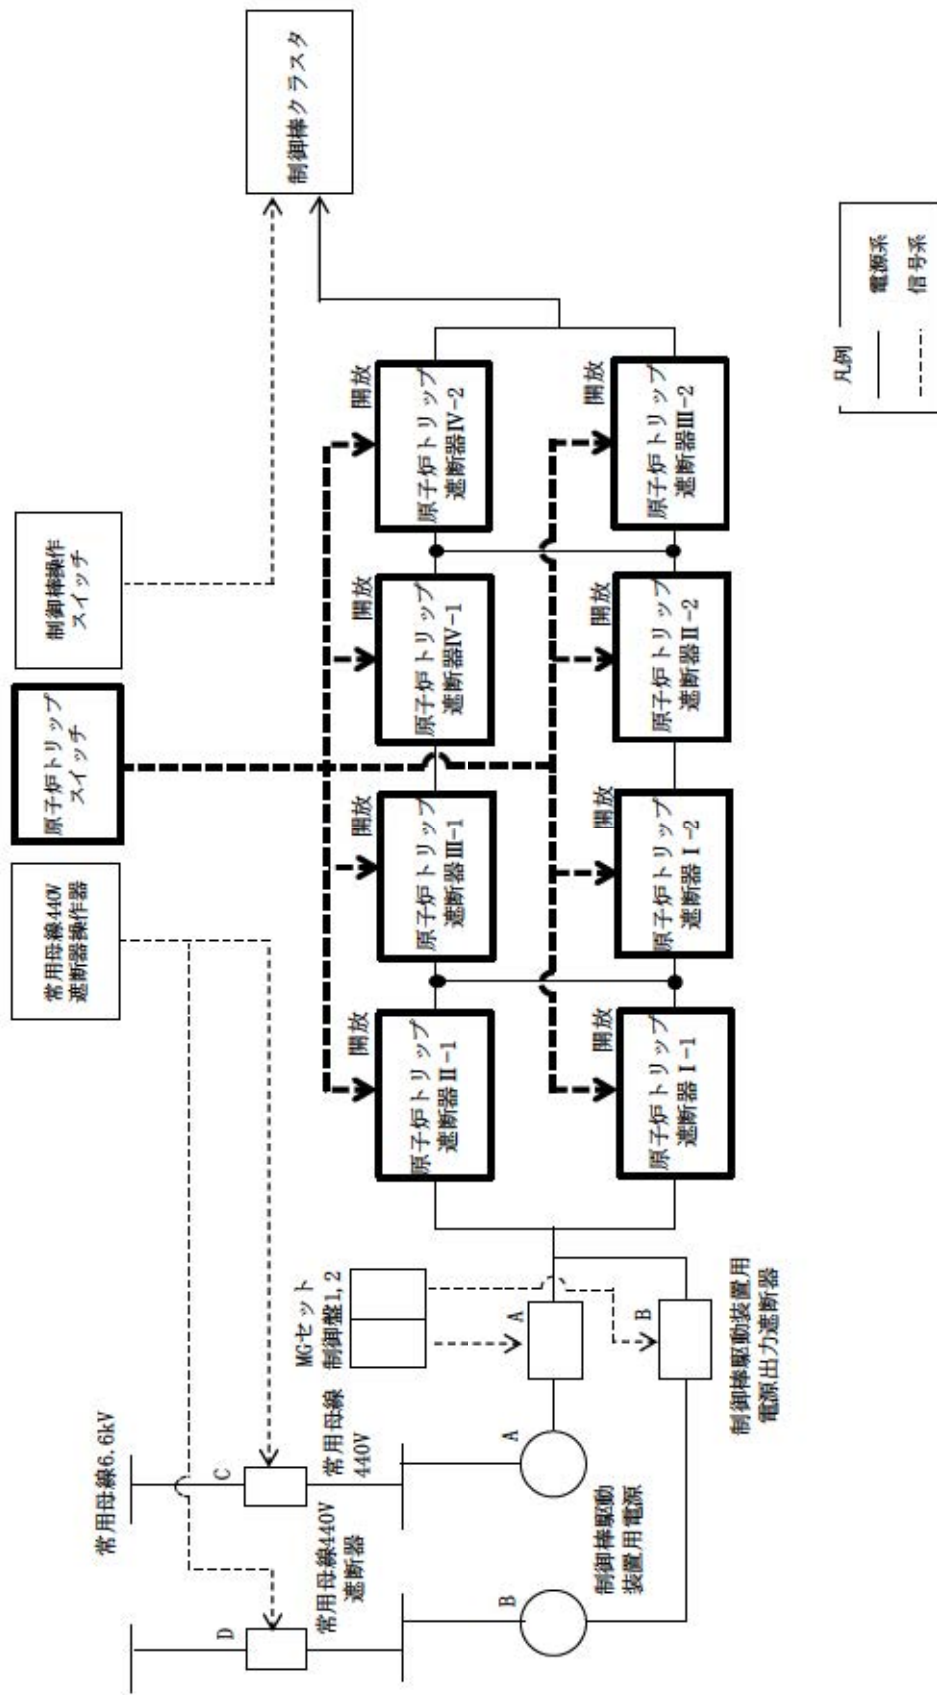 常用母線440V
遮断器操作器
原子炉トリップ
スイッチ
制御棒操作
スイッチ
制御棒クラスタ
常用母線6.6kV
D
C
常用母線440V
遮断器
常用母線
440V
MGセット
制御盤1,2
B
A
制御棒駆動
装置用電源
A
B
制御棒駆動装置用
電源出力遮断器
開放
原子炉トリップ
遮断器Ⅱ-1
開放
原子炉トリップ
遮断器Ⅲ-1
開放
原子炉トリップ
遮断器Ⅳ-1
開放
原子炉トリップ
遮断器Ⅳ-2
開放
原子炉トリップ
遮断器Ⅰ-1
開放
原子炉トリップ
遮断器Ⅰ-2
開放
原子炉トリップ
遮断器Ⅱ-2
開放
原子炉トリップ
遮断器Ⅲ-2
凡例
電源系
信号系